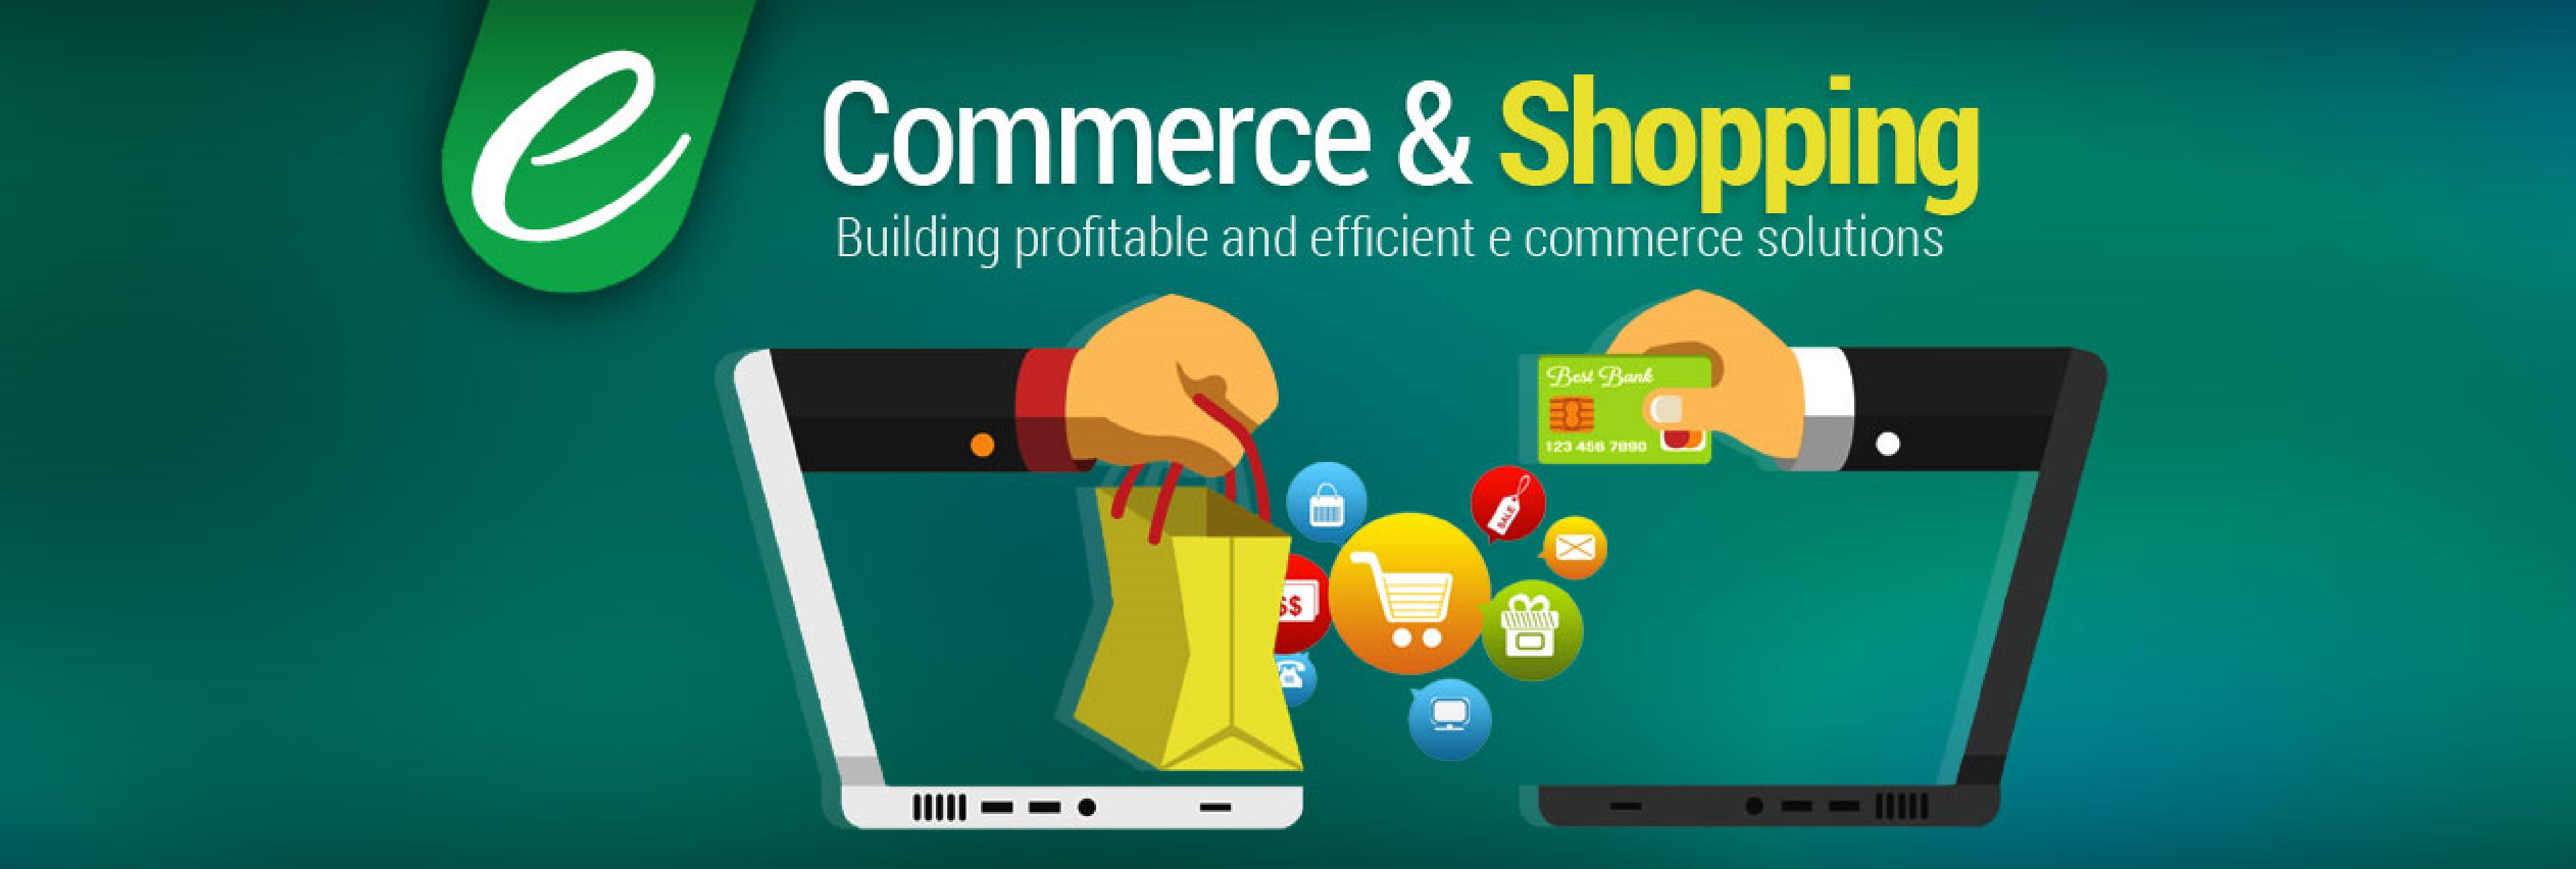 e Commerce & Shopping
Building profitable and efficient e commerce solutions
Best Bank
123 456 7890
SALE
$$